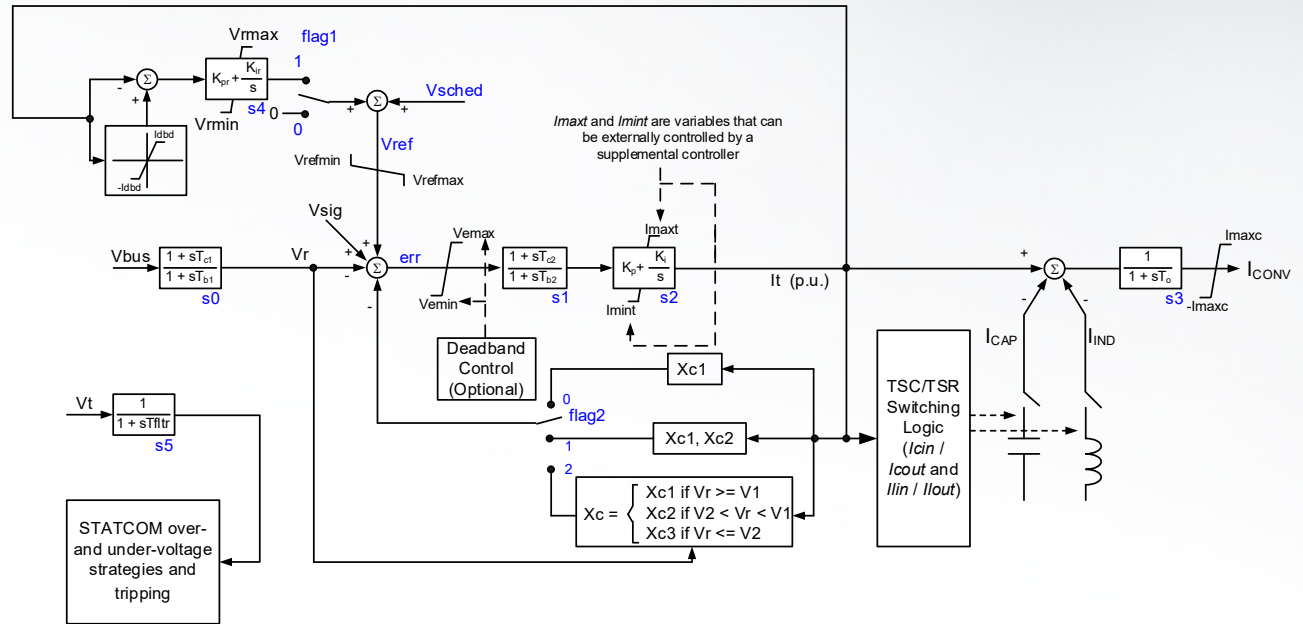 Vrmax
flag1
1
Σ
-
+
Kpr + Kir
s
s4
Vrmin
0
0
+
Σ
+
Vsched
Idbd
-Idbd
Vref
Vrefmin
Vrefmax
Imaxt and Imint are variables that can
be externally controlled by a
supplemental controller
Vsig
Vbus
1 + sTc1
1 + sTb1
s0
Vr
+
+
-
-
Σ
err
Vemax
Vemin
1 + sTc2
1 + sTb2
s1
Imaxt
Kp + Ki
s
Imint
s2
It (p.u.)
+
Σ
-
-
1
1 + sTo
s3
Imaxc
-Imaxc
ICONV
ICAP
IIND
Deadband
Control
(Optional)
Xc1
0
flag2
1
Xc1, Xc2
2
Xc =
Xc1 if Vr >= V1
Xc2 if V2 < Vr < V1
Xc3 if Vr <= V2
TSC/TSR
Switching
Logic
(Icin /
Icout and
Ilin / Ilout)
Vt
1
1 + sTfltr
s5
STATCOM over-
and under-voltage
strategies and
tripping